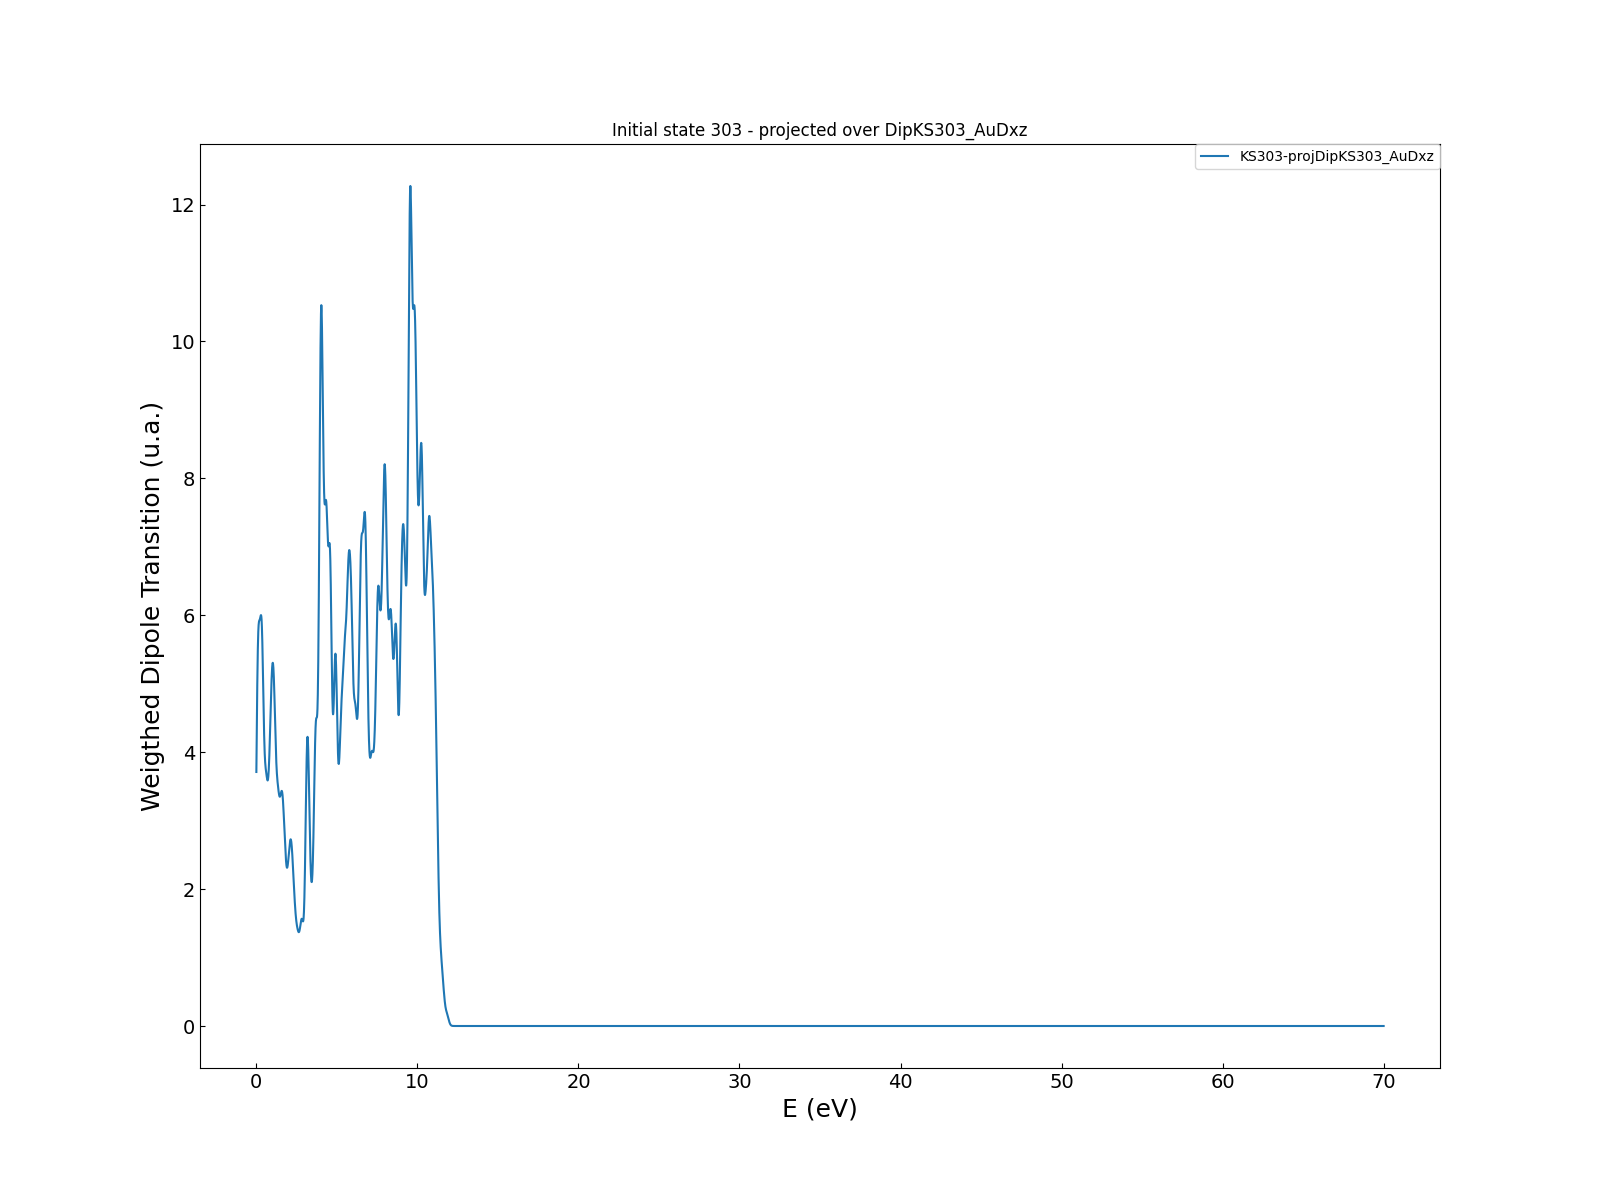 Initial state 303 - projected over DipKS303_AuDxz
KS303-projDipKS303_AuDxz
Weigthed Dipole Transition (u.a.)
12
10
8
6
4
2
0
0 10 20 30 40 50 60 70
E (eV)